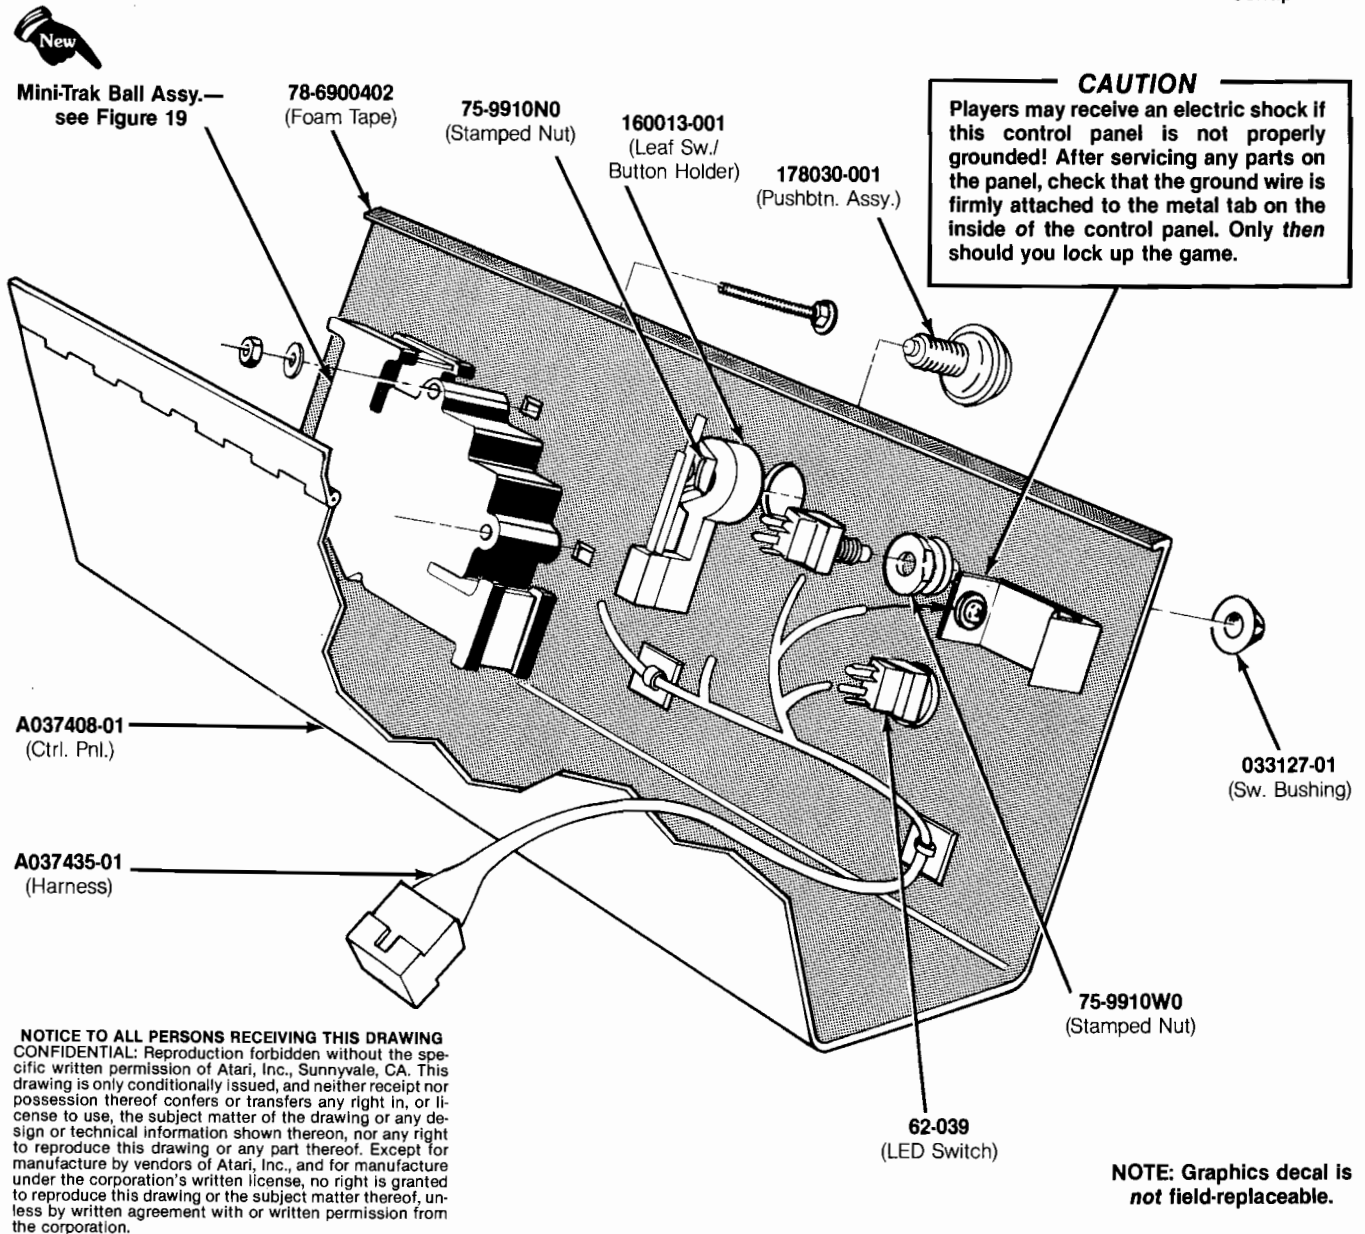 New
Mini-Trak Ball Assy.—
see Figure 19
78-6900402
(Foam Tape)
75-9910N0
(Stamped Nut)
160013-001
(Leaf Sw./
Button Holder)
178030-001
(Pushbtn. Assy.)
CAUTION
Players may receive an electric shock if
this control panel is not properly
grounded! After servicing any parts on
the panel, check that the ground wire is
firmly attached to the metal tab on the
inside of the control panel. Only then
should you lock up the game.
A037408-01
(Ctrl. Pnl.)
033127-01
(Sw. Bushing)
A037435-01
(Harness)
75-9910W0
(Stamped Nut)
62-039
(LED Switch)
NOTICE TO ALL PERSONS RECEIVING THIS DRAWING
CONFIDENTIAL: Reproduction forbidden without the spe-
cific written permission of Atari, Inc., Sunnyvale, CA. This
drawing is only conditionally issued, and neither receipt nor
possession thereof confers or transfers any right in, or li-
cense to use, the subject matter of the drawing or any de-
sign or technical information shown thereon, nor any right
to reproduce this drawing or any part thereof. Except for
manufacture by vendors of Atari, Inc., and for manufacture
under the corporation's written license, no right is granted
to reproduce this drawing or the subject matter thereof, un-
less by written agreement with or written permission from
the corporation.
NOTE: Graphics decal is
not field-replaceable.